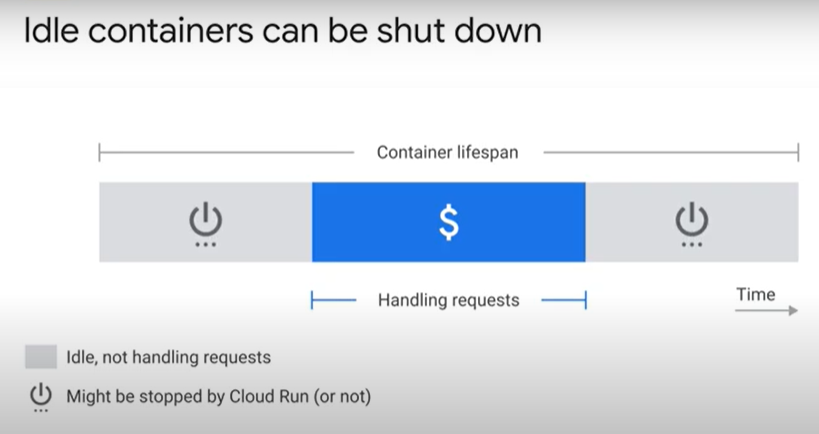 Idle containers can be shut down
Container lifespan
$
Handling requests
Time
Idle, not handling requests
Might be stopped by Cloud Run (or not)